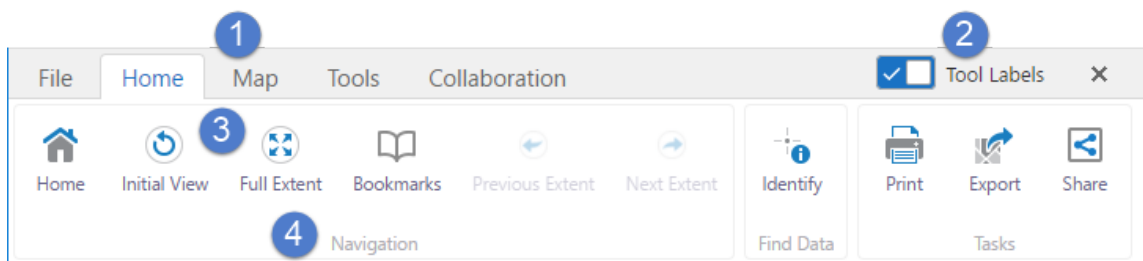 1 2
File Home Map Tools Collaboration Tool Labels
3
Home Initial View Full Extent Bookmarks Previous Extent Next Extent Identify Print Export Share
4 Navigation Find Data Tasks